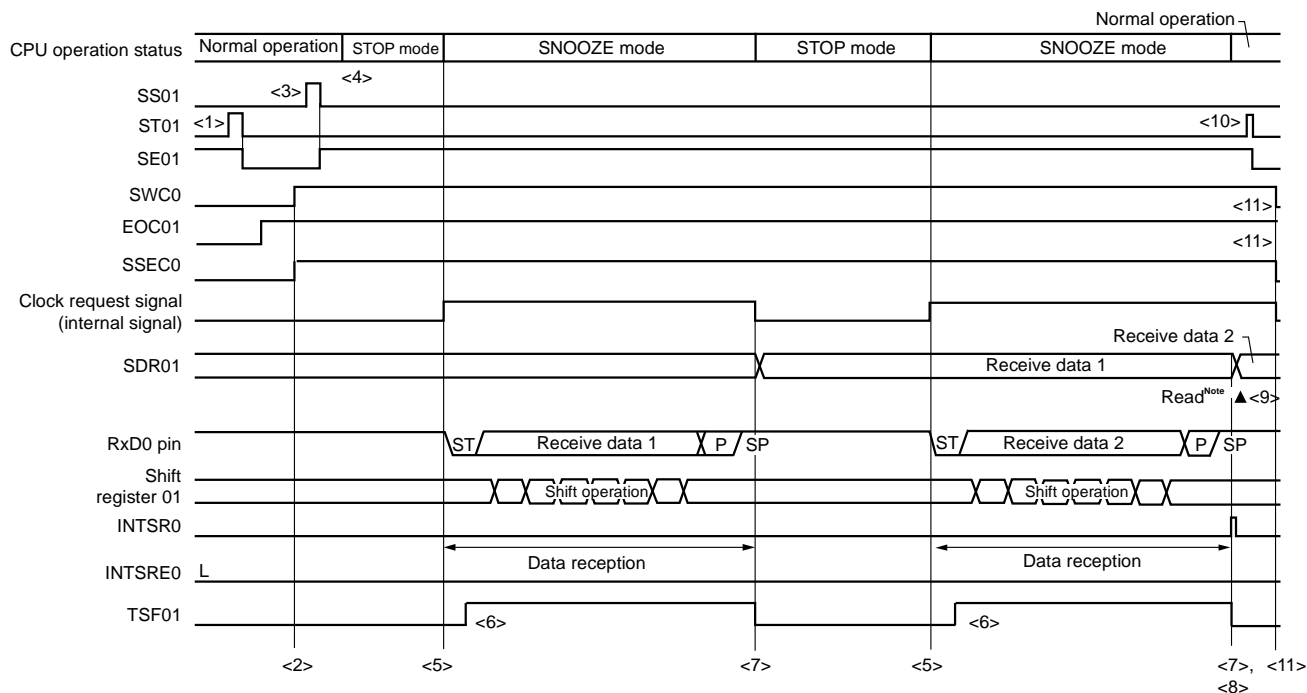 Normal operation
CPU operation status Normal operation STOP mode SNOOZE mode STOP mode SNOOZE mode
<4>
SS01 <3>
ST01 <1> <10>
SE01
SWC0 <11>
EOC01
<11>
SSEC0
Clock request signal
(internal signal)
Receive data 2
SDR01 Receive data 1
Read Note ▲<9>
RxD0 pin ST Receive data 1 P SP ST Receive data 2 P SP
Shift
register 01 Shift operation Shift operation
INTSR0
Data reception Data reception
INTSRE0 L
TSF01
<6> <6>
<2> <5> <7> <5> <7>, <11>
<8>